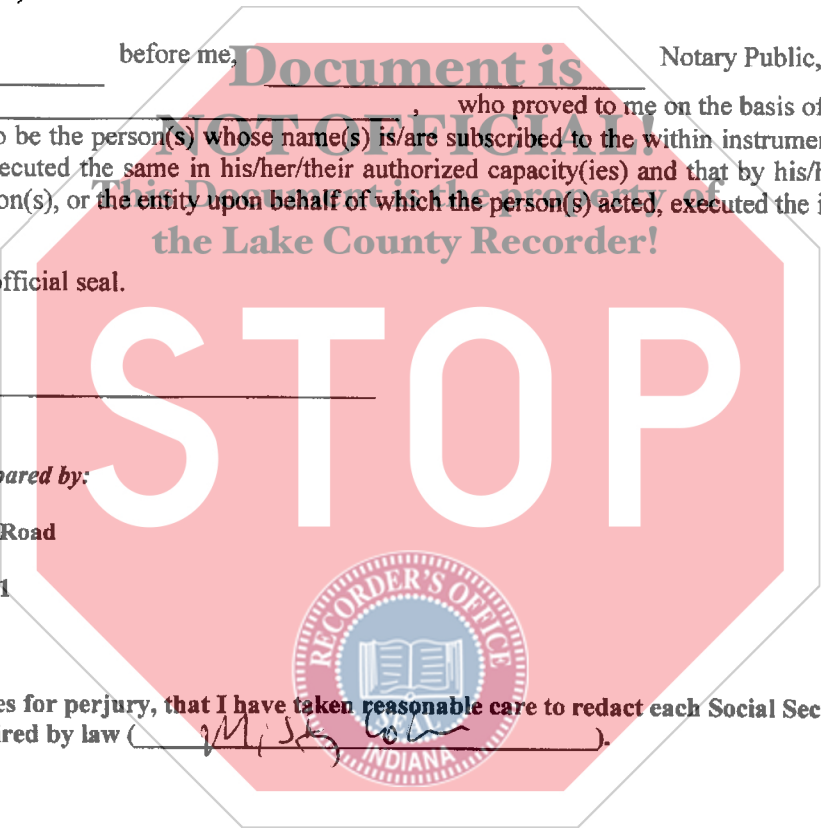 before me, Notary Public,
Document is
, who proved to me on the basis of
NOT OFFICIAL!
o be the person(s) whose name(s) is/are subscribed to the within instrumen
ecuted the same in his/her/their authorized capacity(ies) and that by his/h
This Document is the property of
on(s), or the entity upon behalf of which the person(s) acted, executed the i
the Lake County Recorder!
fficial seal.
STOP
pared by:
Road
1
RECORDER'S OFFICE
SEAL
INDIANA
es for perjury, that I have taken reasonable care to redact each Social Sec
ired by law ( ).